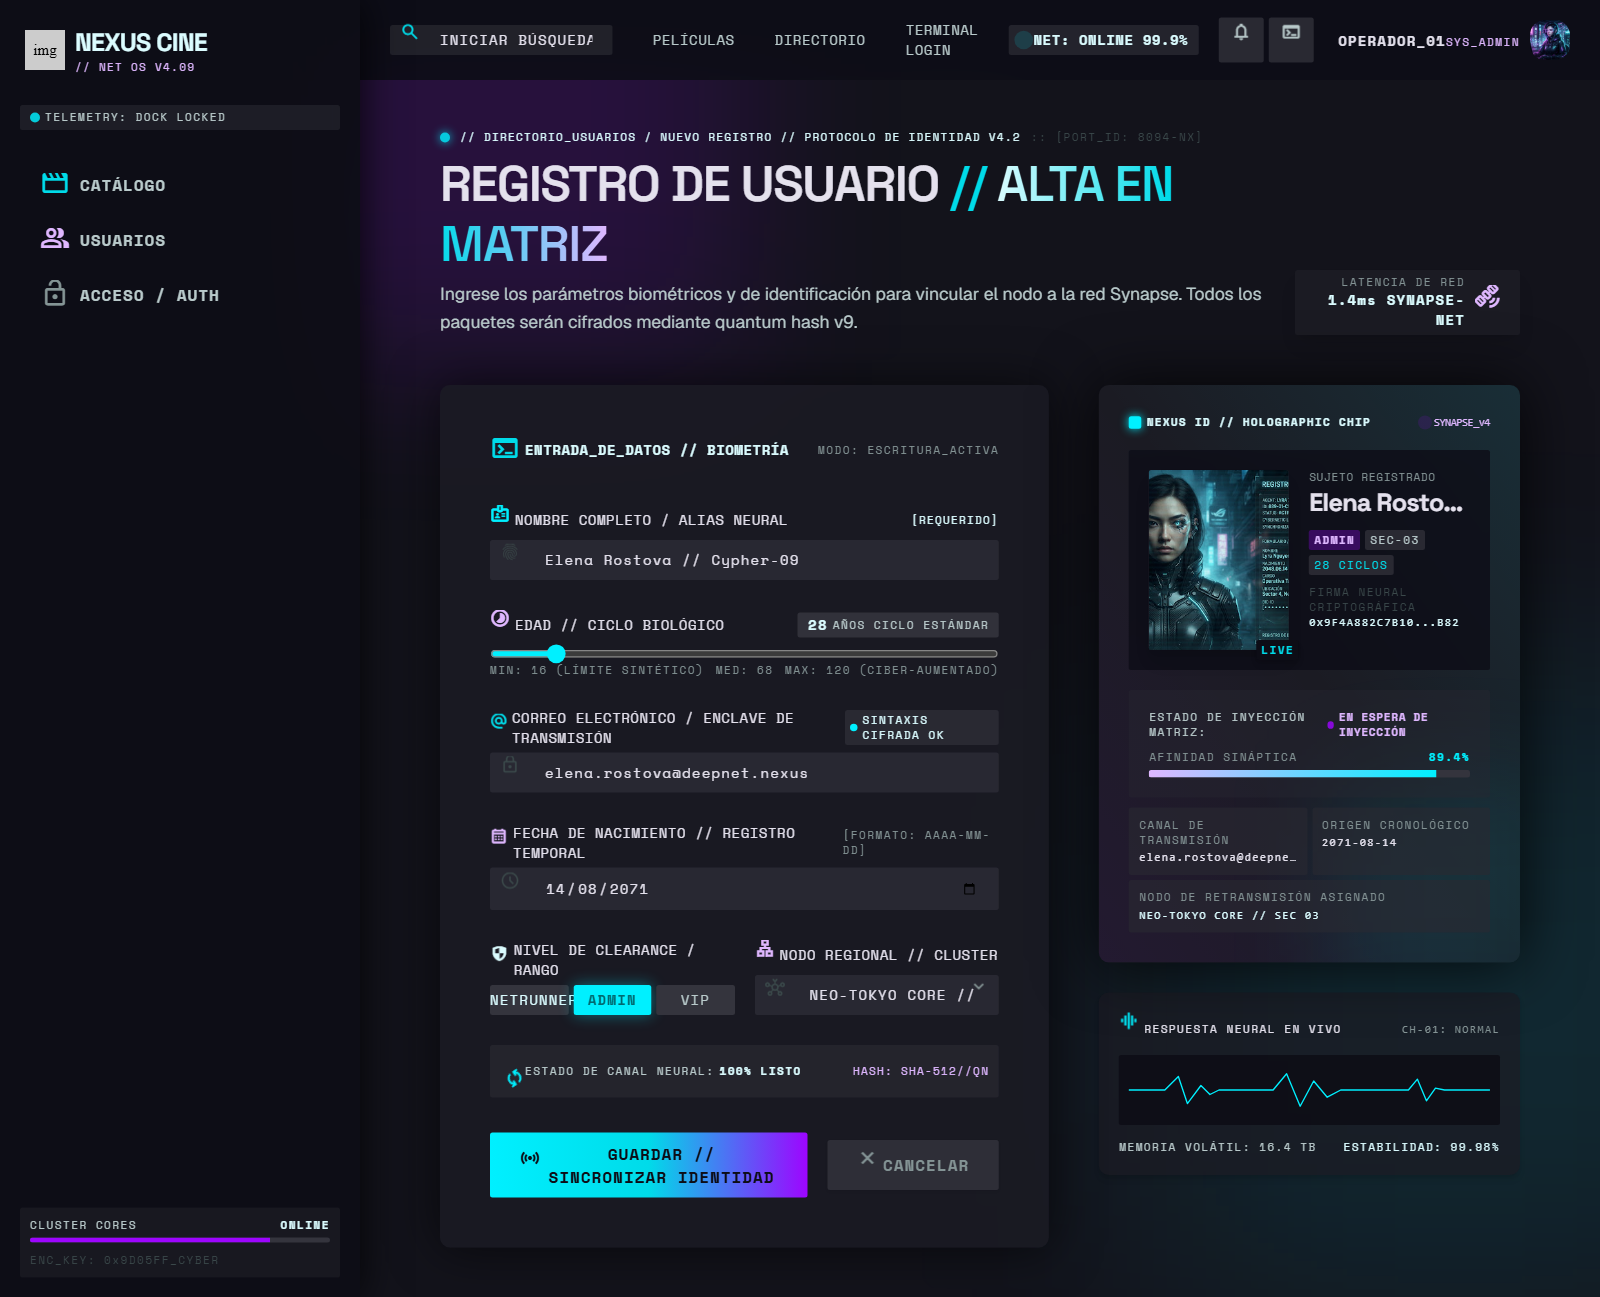 img
NEXUS CINE
// NET OS V4.09
TELEMETRY: DOCK LOCKED
CATÁLOGO
USUARIOS
ACCESO / AUTH
CLUSTER CORES ONLINE
ENC_KEY: 0x9D05FF_CYBER
INICIAR BÚSQUEDA
PELÍCULAS
DIRECTORIO
TERMINAL
LOGIN
NET: ONLINE 99.9%
OPERADOR_01 SYS_ADMIN
// DIRECTORIO_USUARIOS / NUEVO REGISTRO // PROTOCOLO DE IDENTIDAD V4.2 :: [PORT_ID: 8094-NX]
REGISTRO DE USUARIO // ALTA EN
MATRIZ
Ingrese los parámetros biométricos y de identificación para vincular el nodo a la red Synapse. Todos los
paquetes serán cifrados mediante quantum hash v9.
LATENCIA DE RED
1.4ms SYNAPSE-
NET
ENTRADA_DE_DATOS // BIOMETRÍA
MODO: ESCRITURA_ACTIVA
NOMBRE COMPLETO / ALIAS NEURAL
[REQUERIDO]
Elena Rostova // Cypher-09
EDAD // CICLO BIOLÓGICO
28 AÑOS CICLO ESTÁNDAR
MIN: 16 (LÍMITE SINTÉTICO) MED: 68 MAX: 120 (CIBER-AUMENTADO)
CORREO ELECTRÓNICO / ENCLAVE DE
TRANSMISIÓN
SINTAXIS
CIFRADA OK
elena.rostova@deepnet.nexus
FECHA DE NACIMIENTO // REGISTRO
TEMPORAL
[FORMATO: AAAA-MM-
DD]
14/08/2071
NIVEL DE CLEARANCE /
RANGO
NETRUNNER
ADMIN
VIP
NODO REGIONAL // CLUSTER
NEO-TOKYO CORE //
ESTADO DE CANAL NEURAL: 100% LISTO
HASH: SHA-512//QN
GUARDAR //
SINCRONIZAR IDENTIDAD
CANCELAR
NEXUS ID // HOLOGRAPHIC CHIP
SYNAPSE_v4
LIVE
SUJETO REGISTRADO
Elena Rosto...
ADMIN
SEC-03
28 CICLOS
FIRMA NEURAL
CRIPTOGRÁFICA
0x9F4A882C7B10...B82
ESTADO DE INYECCIÓN
MATRIZ:
EN ESPERA DE
INYECCIÓN
AFINIDAD SINÁPTICA 89.4%
CANAL DE
TRANSMISIÓN
elena.rostova@deepne…
ORIGEN CRONOLÓGICO
2071-08-14
NODO DE RETRANSMISIÓN ASIGNADO
NEO-TOKYO CORE // SEC 03
RESPUESTA NEURAL EN VIVO
CH-01: NORMAL
MEMORIA VOLÁTIL: 16.4 TB
ESTABILIDAD: 99.98%